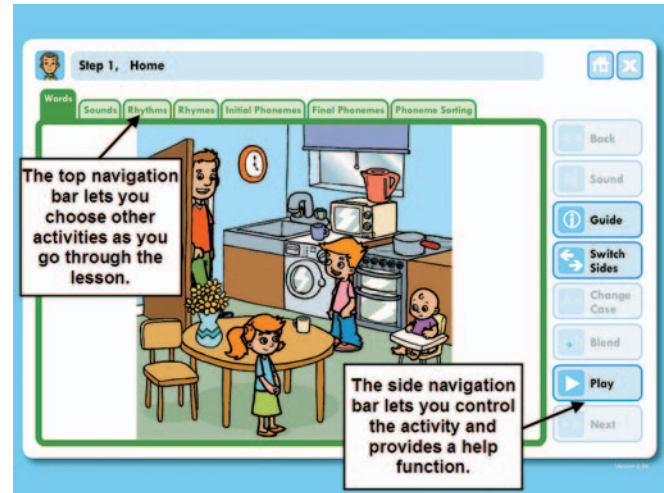 Step 1, Home
Words
Sounds
Rhythms
Rhymes
Initial Phonemes
Final Phonemes
Phoneme Sorting
The top navigation
bar lets you
choose other
activities as you
go through the
lesson.
Back
Sound
Guide
Switch
Sides
Change
Case
Blend
Play
Next
The side navigation
bar lets you control
the activity and
provides a help
function.